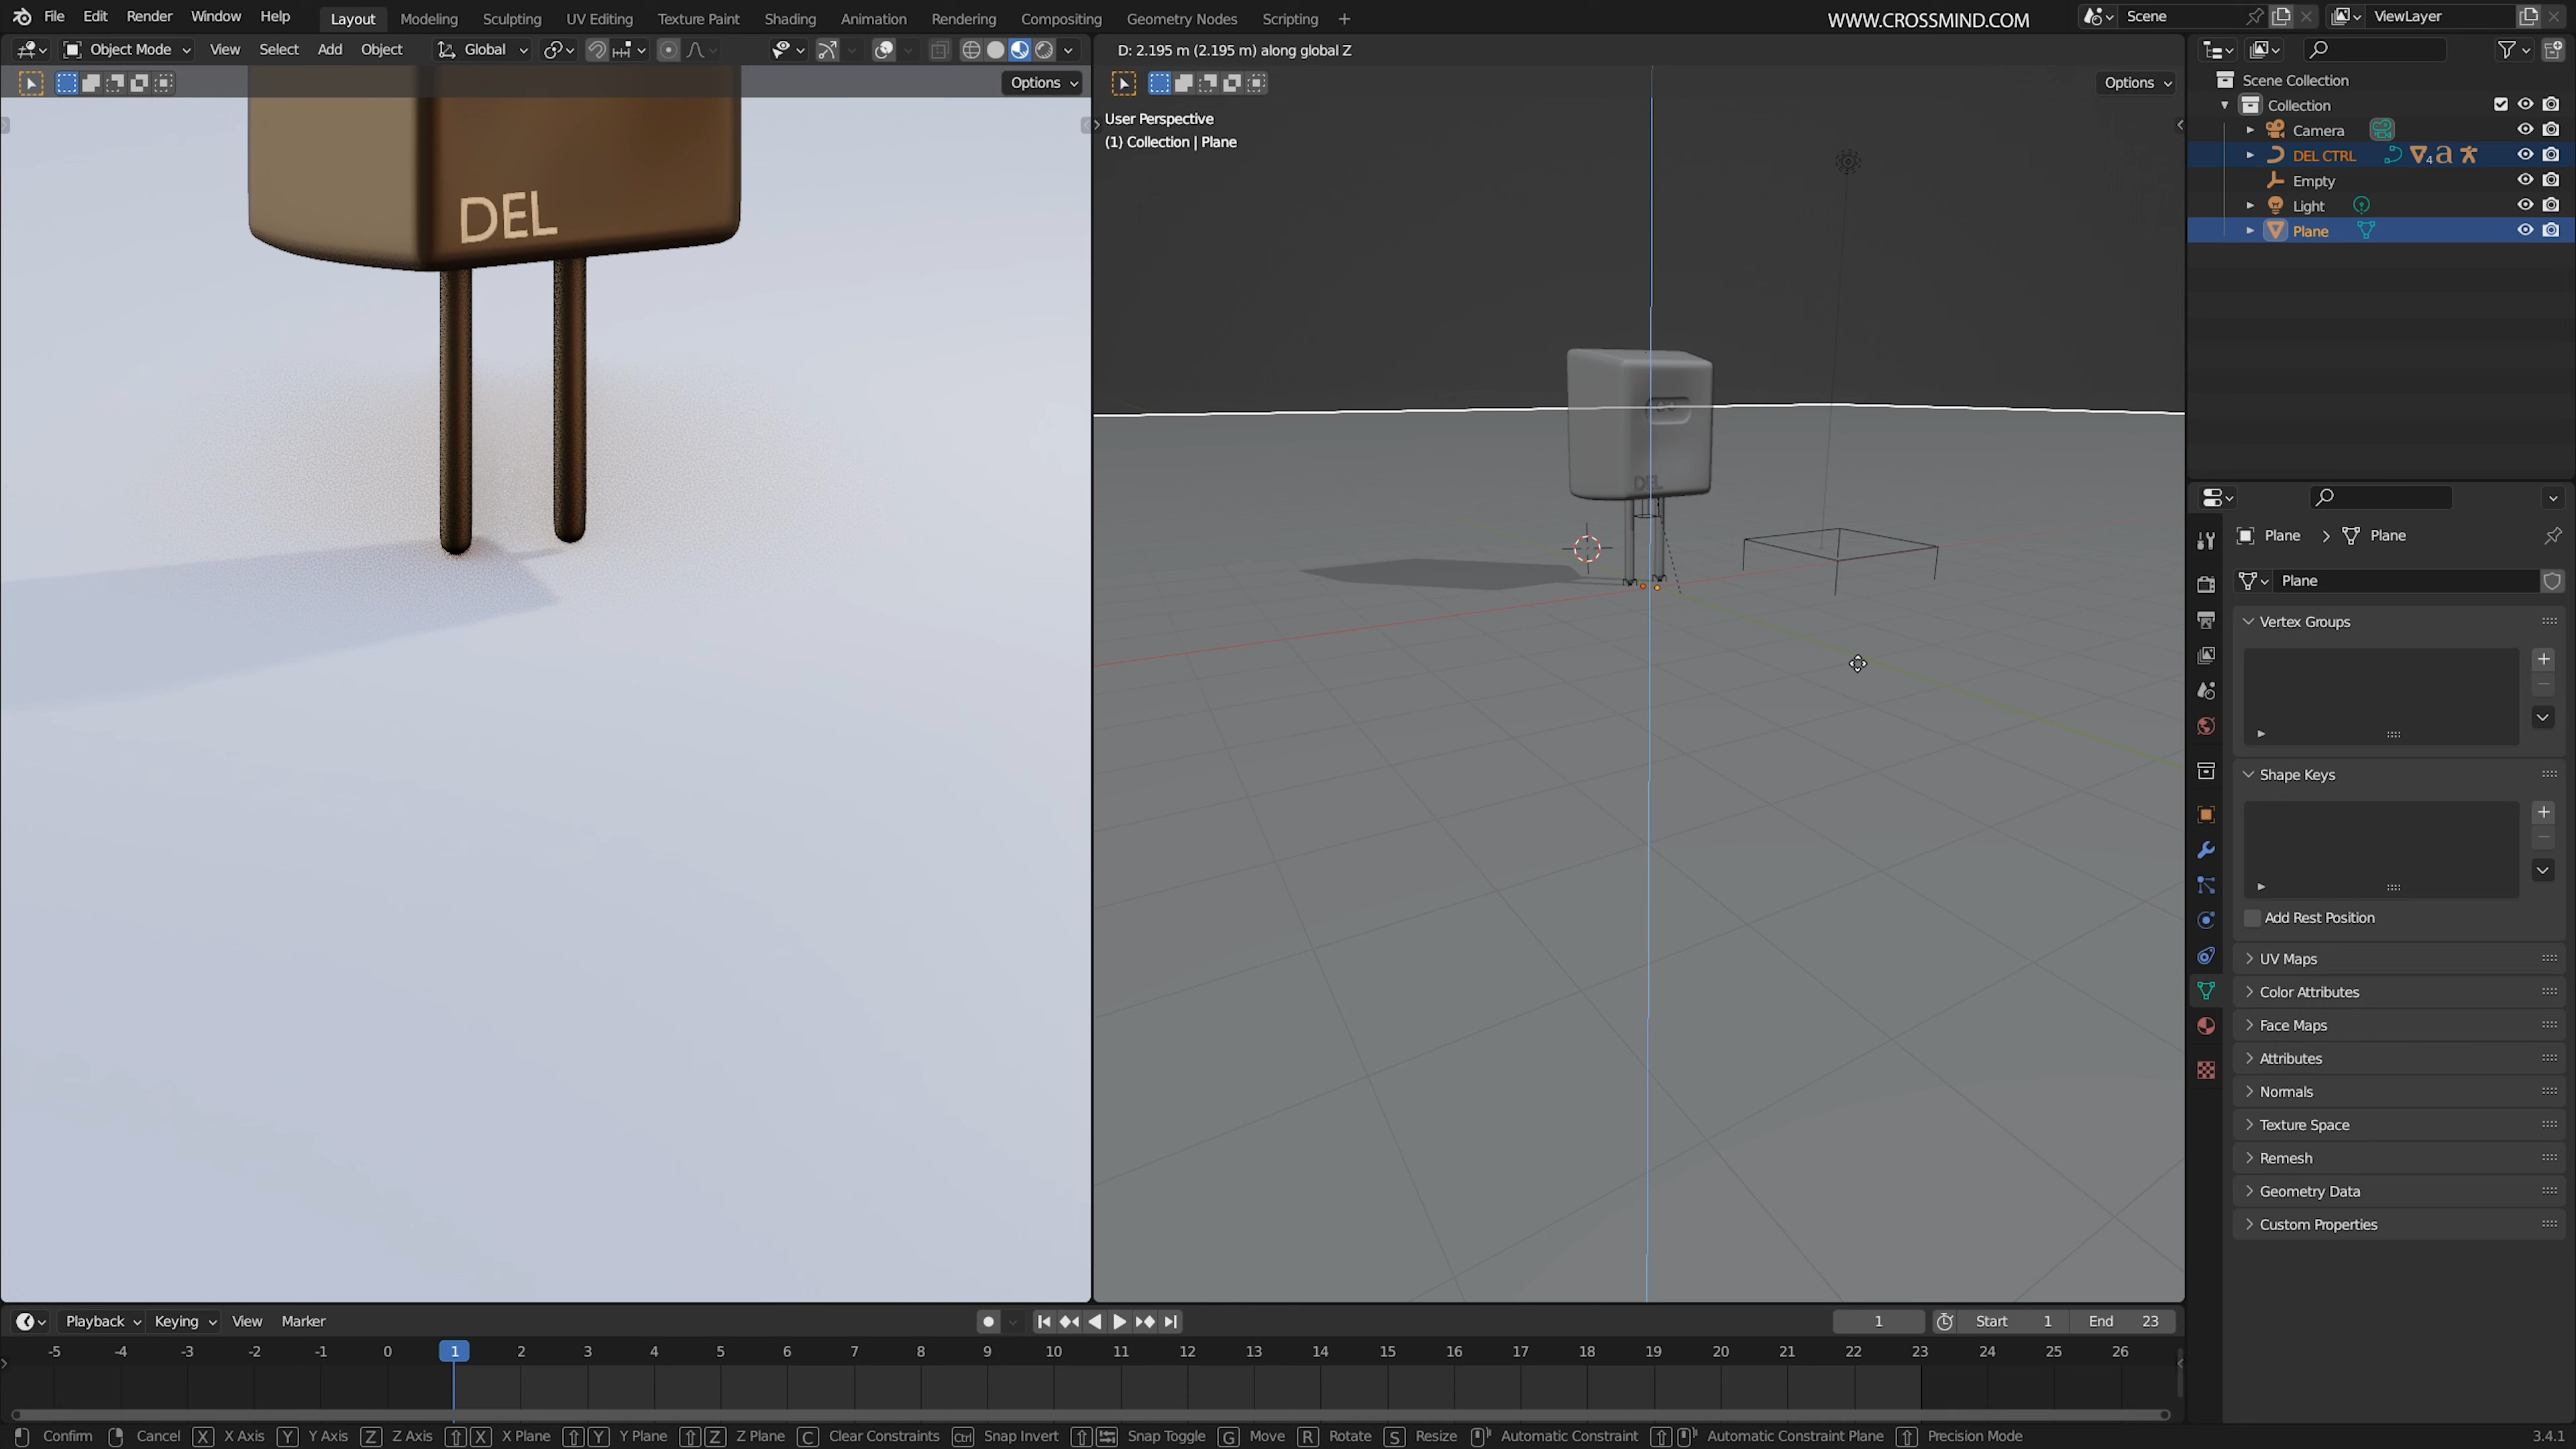 File Edit Render Window Help Layout Modeling Sculpting UV Editing Texture Paint Shading Animation Rendering Compositing Geometry Nodes Scripting + WWW.CROSSMIND.COM Scene ViewLayer
Object Mode View Select Add Object Global D: 2.195 m (2.195 m) along global Z
Options Options
User Perspective
(1) Collection | Plane
DEL
DEL
Scene Collection
Collection
Camera
DEL CTRL 4 a
Empty
Light
Plane
Plane > Plane
Plane
Vertex Groups
Shape Keys
Add Rest Position
UV Maps
Color Attributes
Face Maps
Attributes
Normals
Texture Space
Remesh
Geometry Data
Custom Properties
Playback Keying View Marker 1 Start 1 End 23
-5 -4 -3 -2 -1 0 1 2 3 4 5 6 7 8 9 10 11 12 13 14 15 16 17 18 19 20 21 22 23 24 25 26
Confirm Cancel X X Axis Y Y Axis Z Z Axis X X Plane Y Y Plane Z Z Plane C Clear Constraints Ctrl Snap Invert Snap Toggle G Move R Rotate S Resize Automatic Constraint Automatic Constraint Plane Precision Mode 3.4.1